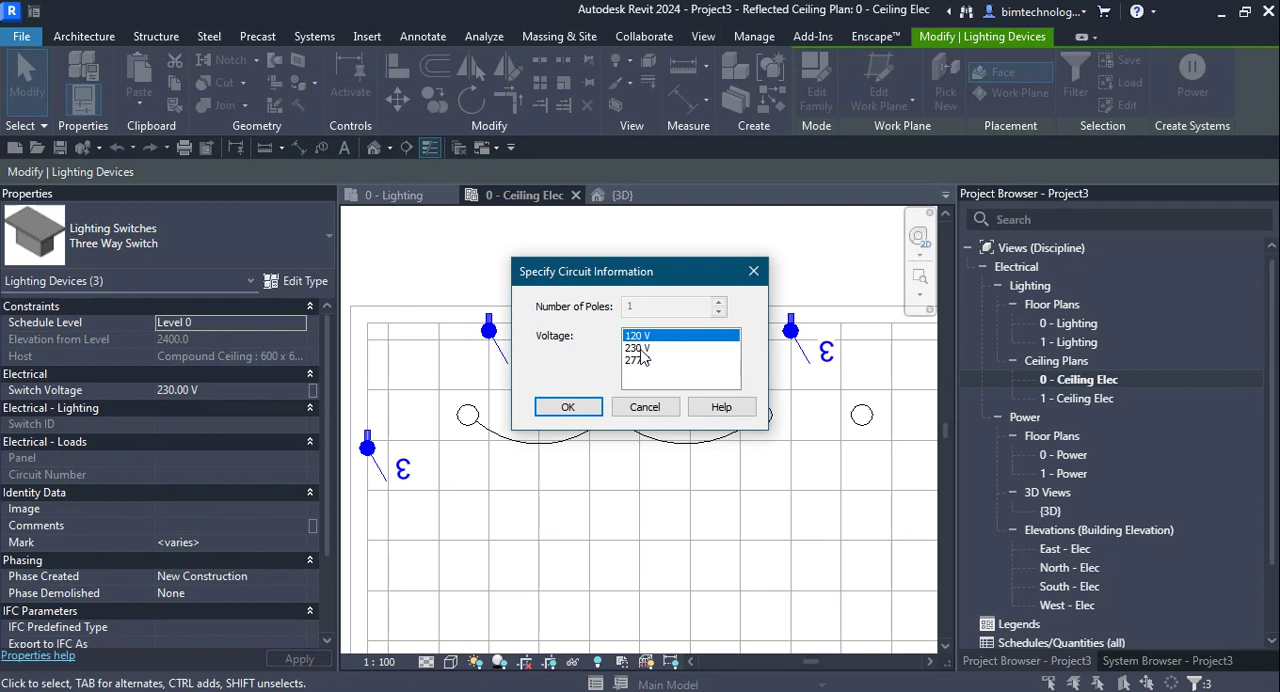 R
Autodesk Revit 2024 - Project3 - Reflected Ceiling Plan: 0 - Ceiling Elec
bimtechnolog...
File Architecture Structure Steel Precast Systems Insert Annotate Analyze Massing & Site Collaborate View Manage Add-Ins Enscape™ Modify | Lighting Devices
Modify
Paste
Notch
Cut
Join
Activate
Edit Family
Edit Work Plane
Pick New
Face
Work Plane
Filter
Save
Load
Edit
Power
Select Properties Clipboard Geometry Controls Modify View Measure Create Mode Work Plane Placement Selection Create Systems
Modify | Lighting Devices
Properties
Lighting Switches
Three Way Switch
Lighting Devices (3) Edit Type
Constraints
Schedule Level Level 0
Elevation from Level 2400.0
Host Compound Ceiling : 600 x 6...
Electrical
Switch Voltage 230.00 V
Electrical - Lighting
Switch ID
Electrical - Loads
Panel
Circuit Number
Identity Data
Image
Comments
Mark <varies>
Phasing
Phase Created New Construction
Phase Demolished None
IFC Parameters
IFC Predefined Type
Export to IFC As
Properties help Apply
0 - Lighting 0 - Ceiling Elec {3D}
2D
3
3
Specify Circuit Information
Number of Poles: 1
Voltage: 120 V
230 V
OK Cancel Help
1 : 100
Project Browser - Project3
Search
Views (Discipline)
Electrical
Lighting
Floor Plans
0 - Lighting
1 - Lighting
Ceiling Plans
0 - Ceiling Elec
1 - Ceiling Elec
Power
Floor Plans
0 - Power
1 - Power
3D Views
{3D}
Elevations (Building Elevation)
East - Elec
North - Elec
South - Elec
West - Elec
Legends
Schedules/Quantities (all)
Project Browser - Project3 System Browser - Project3
Click to select, TAB for alternates, CTRL adds, SHIFT unselects. Main Model :3